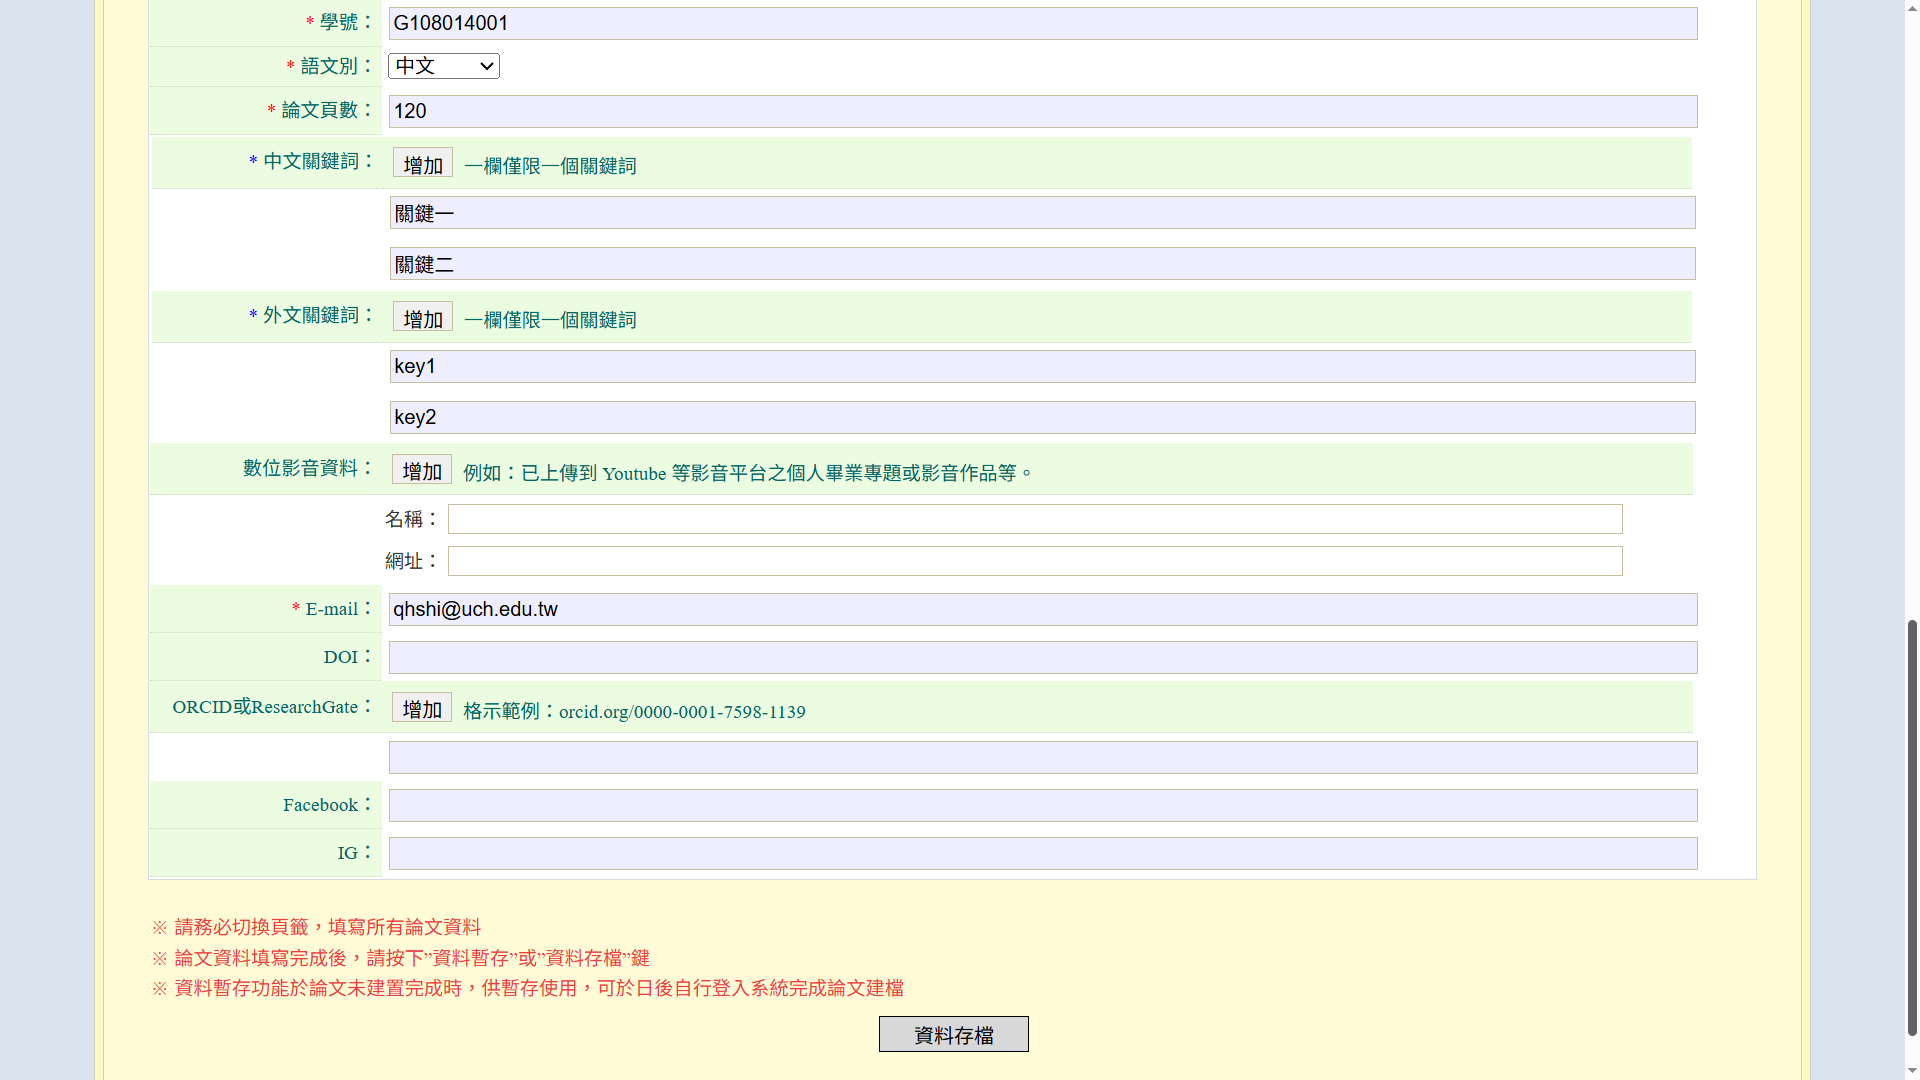 * 學號： G108014001
* 語文別： 中文
* 論文頁數： 120
* 中文關鍵詞： 增加 一欄僅限一個關鍵詞
關鍵一
關鍵二
* 外文關鍵詞： 增加 一欄僅限一個關鍵詞
key1
key2
數位影音資料： 增加 例如：已上傳到 Youtube 等影音平台之個人畢業專題或影音作品等。
名稱：
網址：
* E-mail： qhshi@uch.edu.tw
DOI：
ORCID或ResearchGate： 增加 格示範例：orcid.org/0000-0001-7598-1139
Facebook：
IG：
※ 請務必切換頁籤，填寫所有論文資料
※ 論文資料填寫完成後，請按下”資料暫存”或”資料存檔”鍵
※ 資料暫存功能於論文未建置完成時，供暫存使用，可於日後自行登入系統完成論文建檔
資料存檔